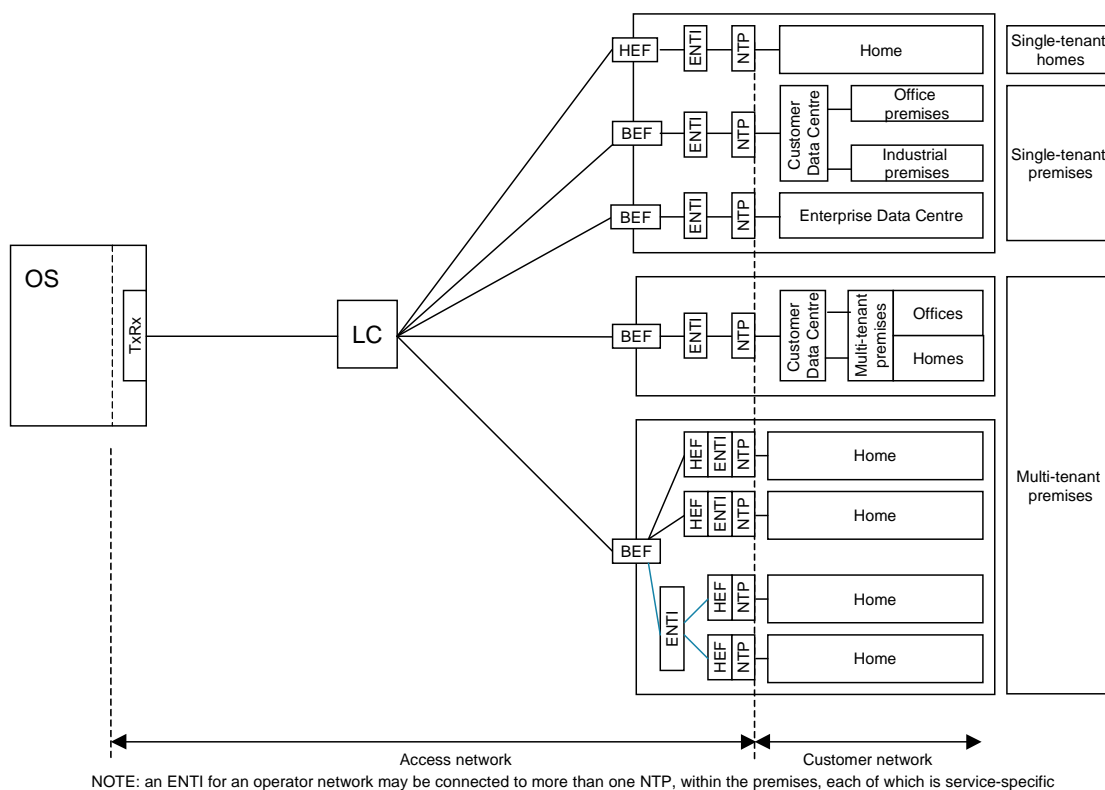 HEF
ENTI
NTP
Home
Single-tenant
homes
BEF
ENTI
NTP
Customer
Data Centre
Office
premises
Industrial
premises
Single-tenant
premises
BEF
ENTI
NTP
Enterprise Data Centre
OS
TxRx
LC
BEF
ENTI
NTP
Customer
Data Centre
Multi-tenant
premises
Offices
Homes
Multi-tenant
premises
HEF
ENTI
NTP
Home
HEF
ENTI
NTP
Home
BEF
ENTI
HEF
NTP
Home
HEF
NTP
Home
Access network
Customer network
NOTE: an ENTI for an operator network may be connected to more than one NTP, within the premises, each of which is service-specific